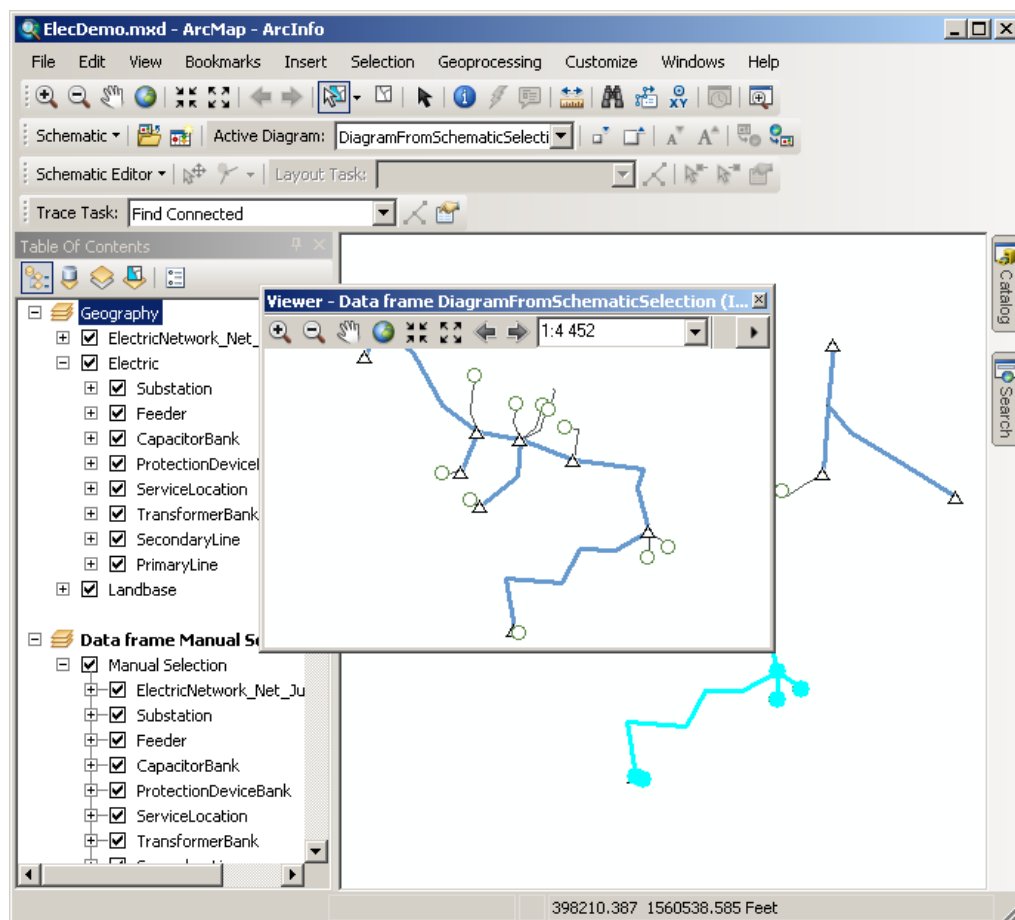 ElecDemo.mxd - ArcMap - ArcInfo
File Edit View Bookmarks Insert Selection Geoprocessing Customize Windows Help
XY
Schematic Active Diagram: DiagramFromSchematicSelecti A A
Schematic Editor Layout Task:
Trace Task: Find Connected
Table Of Contents
Geography
ElectricNetwork_Net_
Electric
Substation
Feeder
CapacitorBank
ProtectionDevice
ServiceLocation
TransformerBank
SecondaryLine
PrimaryLine
Landbase
Data frame Manual Se
Manual Selection
ElectricNetwork_Net_Ju
Substation
Feeder
CapacitorBank
ProtectionDeviceBank
ServiceLocation
TransformerBank
Viewer - Data frame DiagramFromSchematicSelection (I...
1:4 452
Catalog
Search
398210.387 1560538.585 Feet